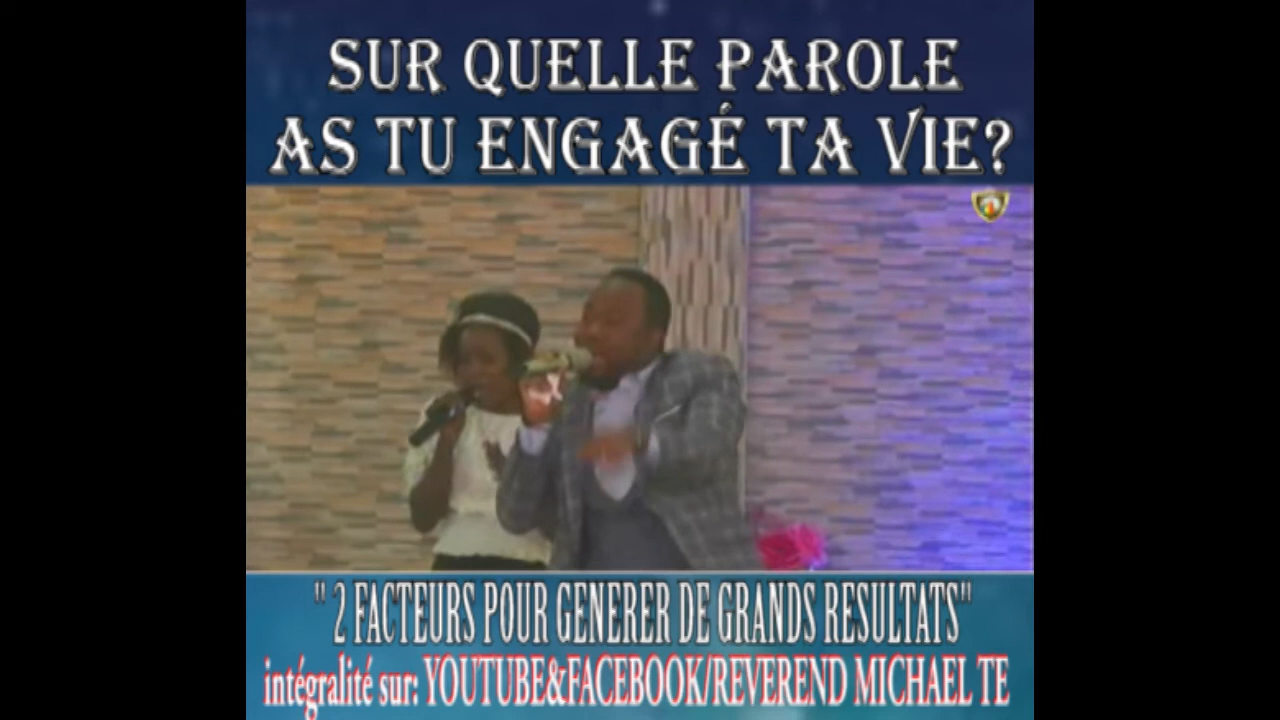 SUR QUELLE PAROLE
AS TU ENGAGÉ TA VIE?
" 2 FACTEURS POUR GENERER DE GRANDS RESULTATS"
intégralité sur: YOUTUBE&FACEBOOK/REVEREND MICHAEL TE